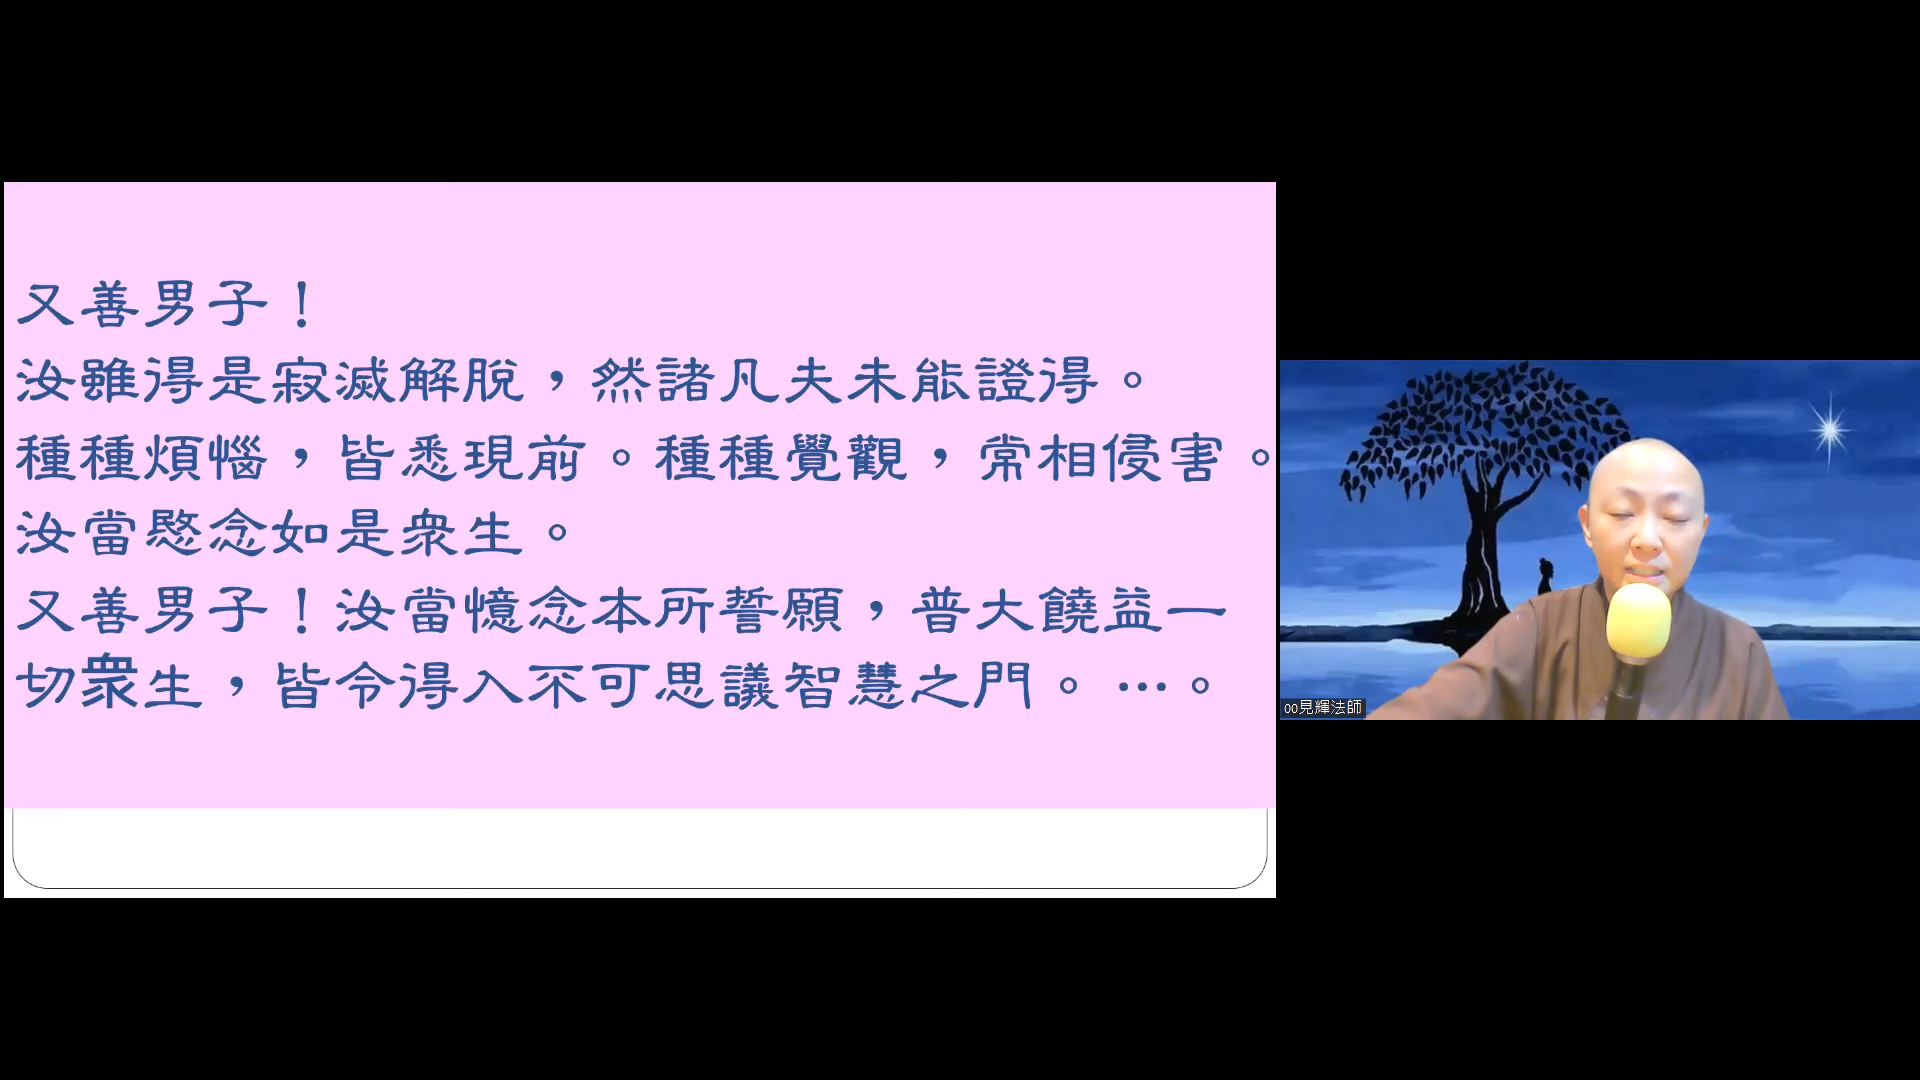 又善男子！
汝雖得是寂滅解脫，然諸凡夫未能證得。
種種煩惱，皆悉現前。種種覺觀，常相侵害。
汝當愍念如是衆生。
又善男子！汝當憶念本所誓願，普大饒益一
切衆生，皆令得入不可思議智慧之門。…。
oo見輝法師